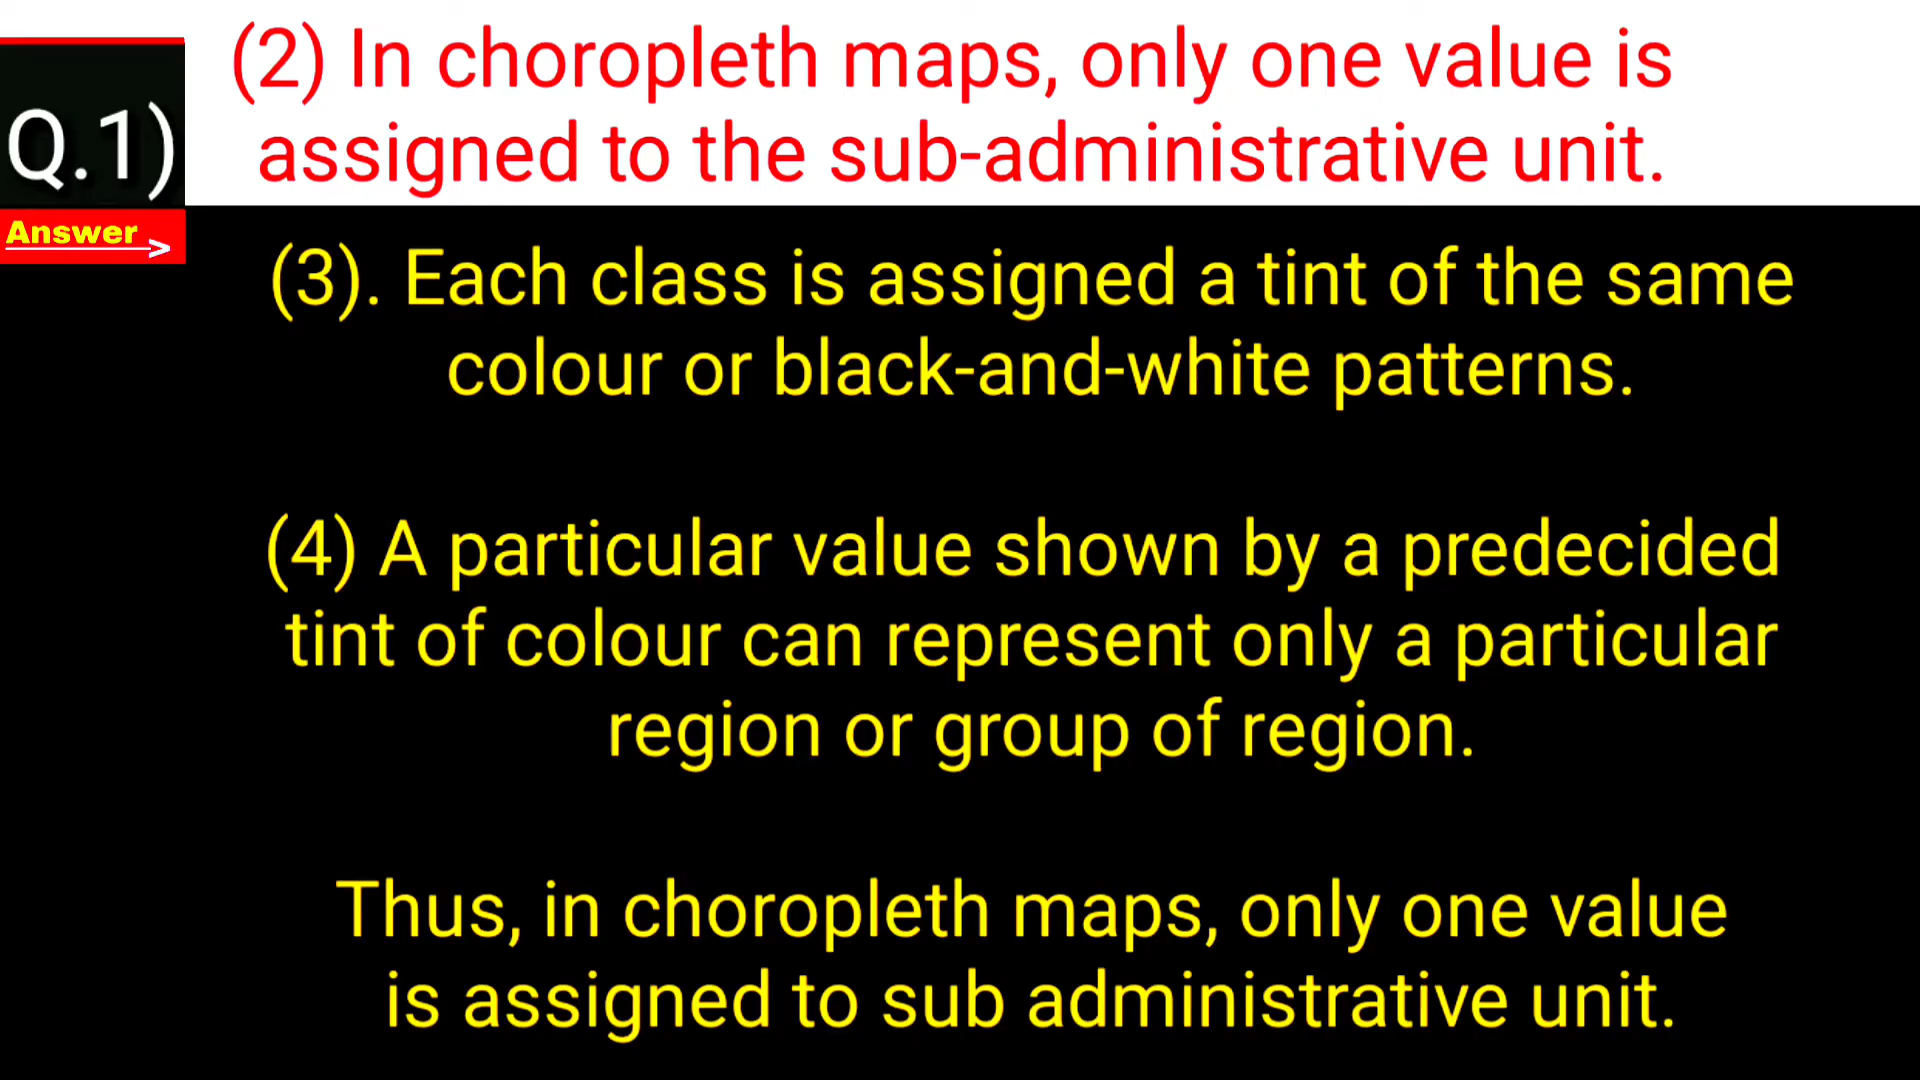 Q.1)
(2) In choropleth maps, only one value is
assigned to the sub-administrative unit.
Answer >
(3). Each class is assigned a tint of the same
colour or black-and-white patterns.
(4) A particular value shown by a predecided
tint of colour can represent only a particular
region or group of region.
Thus, in choropleth maps, only one value
is assigned to sub administrative unit.